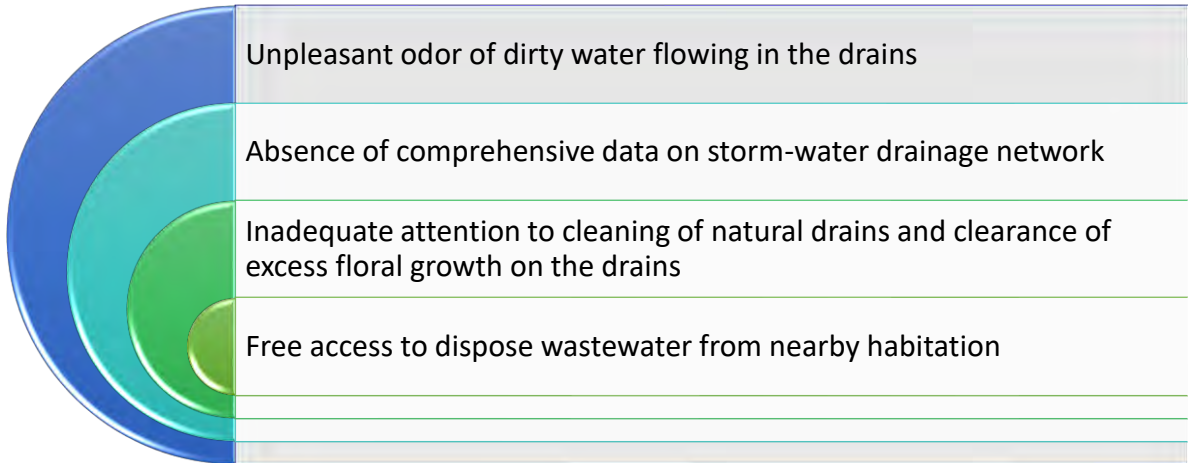 Unpleasant odor of dirty water flowing in the drains
Absence of comprehensive data on storm-water drainage network
Inadequate attention to cleaning of natural drains and clearance of
excess floral growth on the drains
Free access to dispose wastewater from nearby habitation